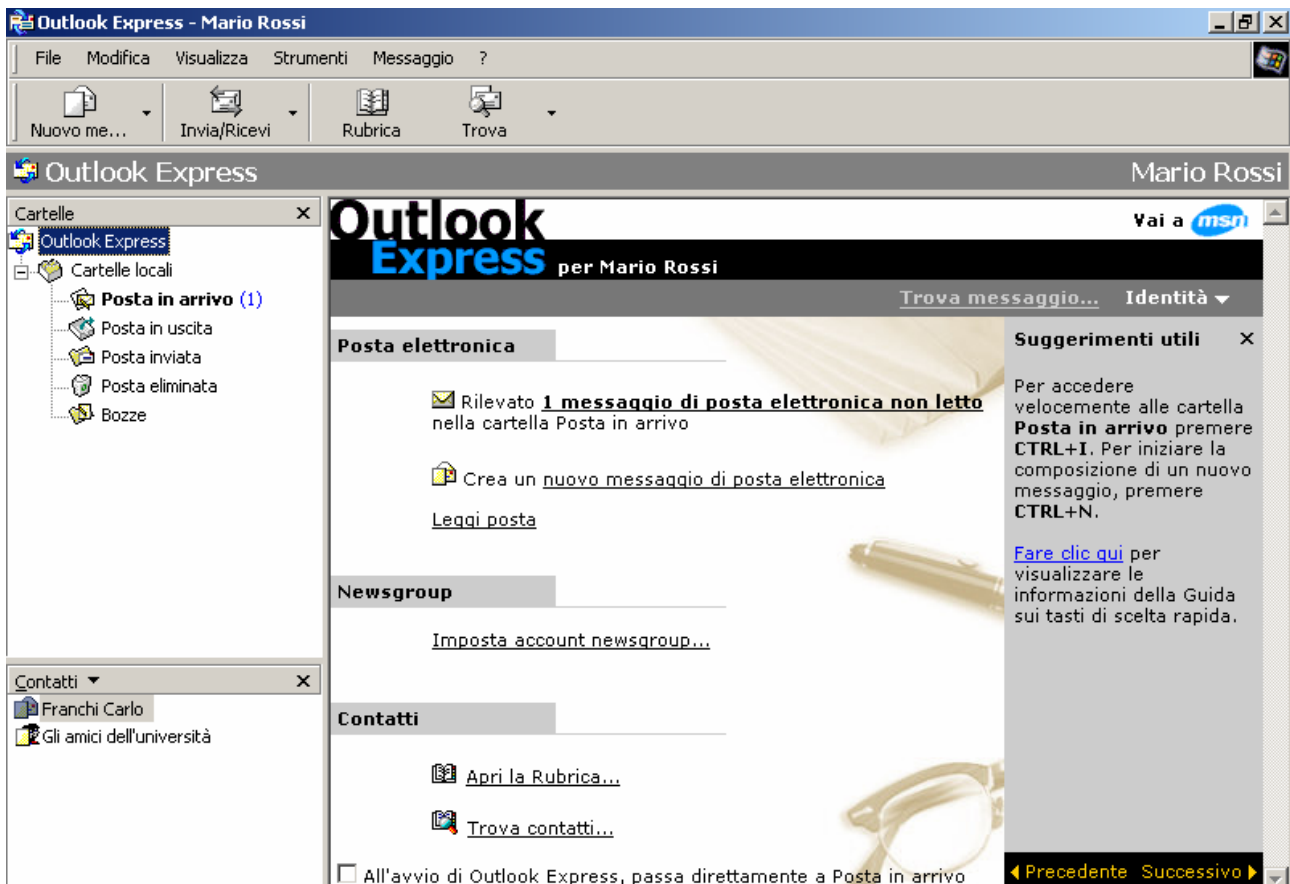 Outlook Express - Mario Rossi
File Modifica Visualizza Strumenti Messaggio ?
Nuovo me... Invia/Ricevi Rubrica Trova
Outlook Express Mario Rossi
Cartelle
Outlook Express
Cartelle locali
Posta in arrivo (1)
Posta in uscita
Posta inviata
Posta eliminata
Bozze
Contatti
Franchi Carlo
Gli amici dell'università
Outlook
Express per Mario Rossi
Vai a msn
Trova messaggio... Identità
Posta elettronica
Rilevato 1 messaggio di posta elettronica non letto
nella cartella Posta in arrivo
Crea un nuovo messaggio di posta elettronica
Leggi posta
Newsgroup
Imposta account newsgroup...
Contatti
Apri la Rubrica...
Trova contatti...
All'avvio di Outlook Express, passa direttamente a Posta in arrivo
Suggerimenti utili
Per accedere
velocemente alle cartella
Posta in arrivo premere
CTRL+I. Per iniziare la
composizione di un nuovo
messaggio, premere
CTRL+N.
Fare clic qui per
visualizzare le
informazioni della Guida
sui tasti di scelta rapida.
Precedente Successivo